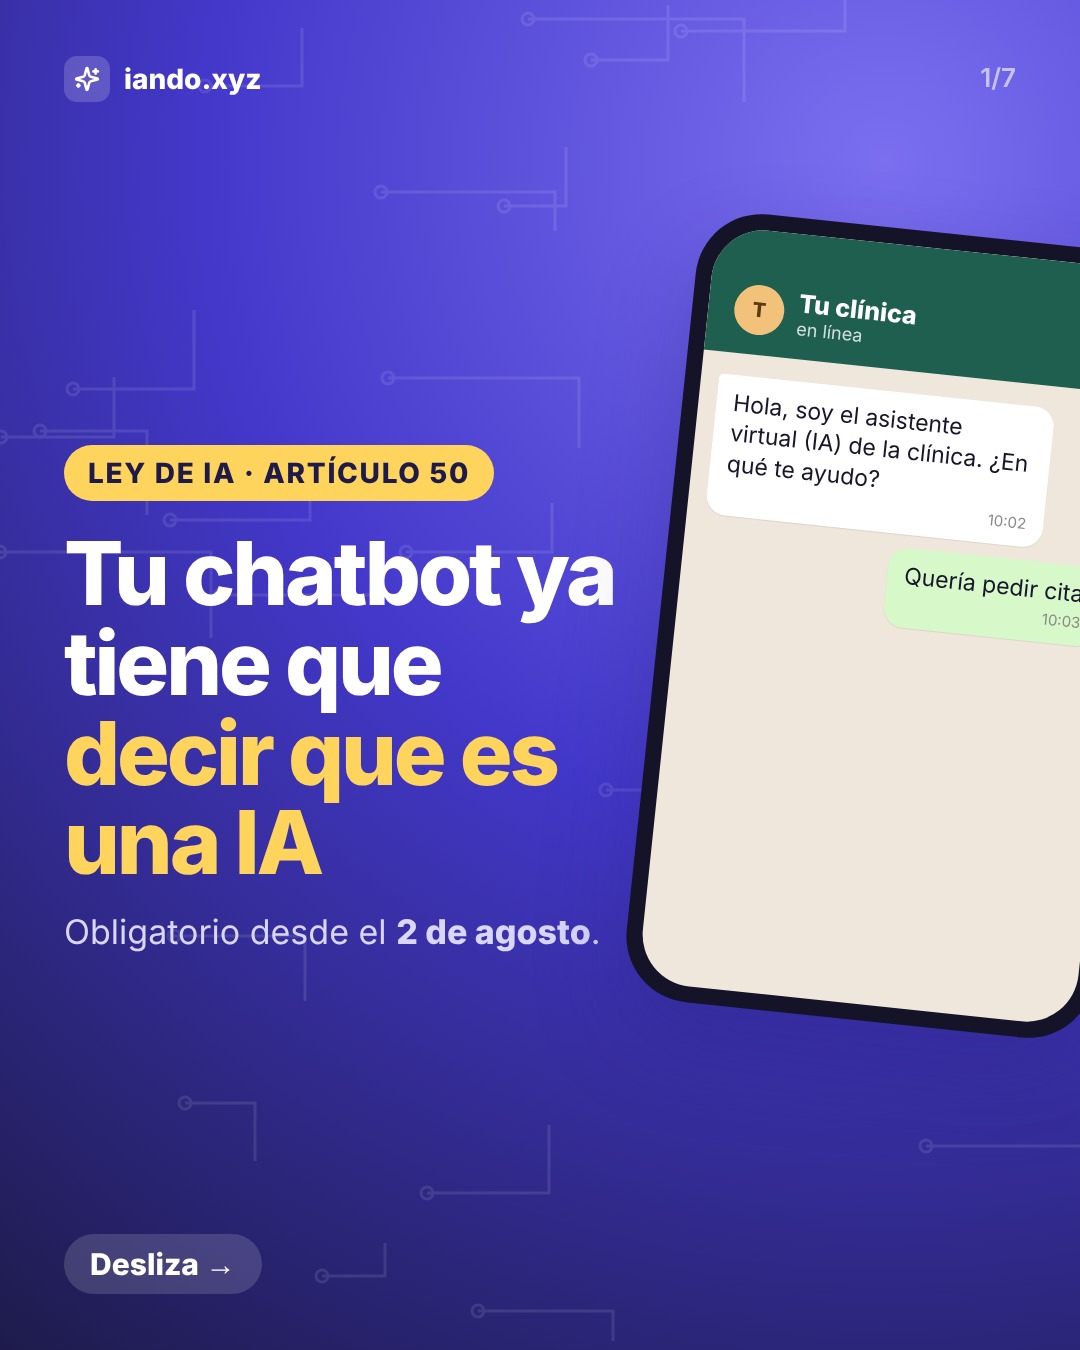 iando.xyz
1/7
LEY DE IA · ARTÍCULO 50
Tu chatbot ya
tiene que
decir que es
una IA
Obligatorio desde el 2 de agosto.
T
Tu clínica
en línea
Hola, soy el asistente
virtual (IA) de la clínica. ¿En
qué te ayudo?
10:02
Quería pedir cita
10:03
Desliza →